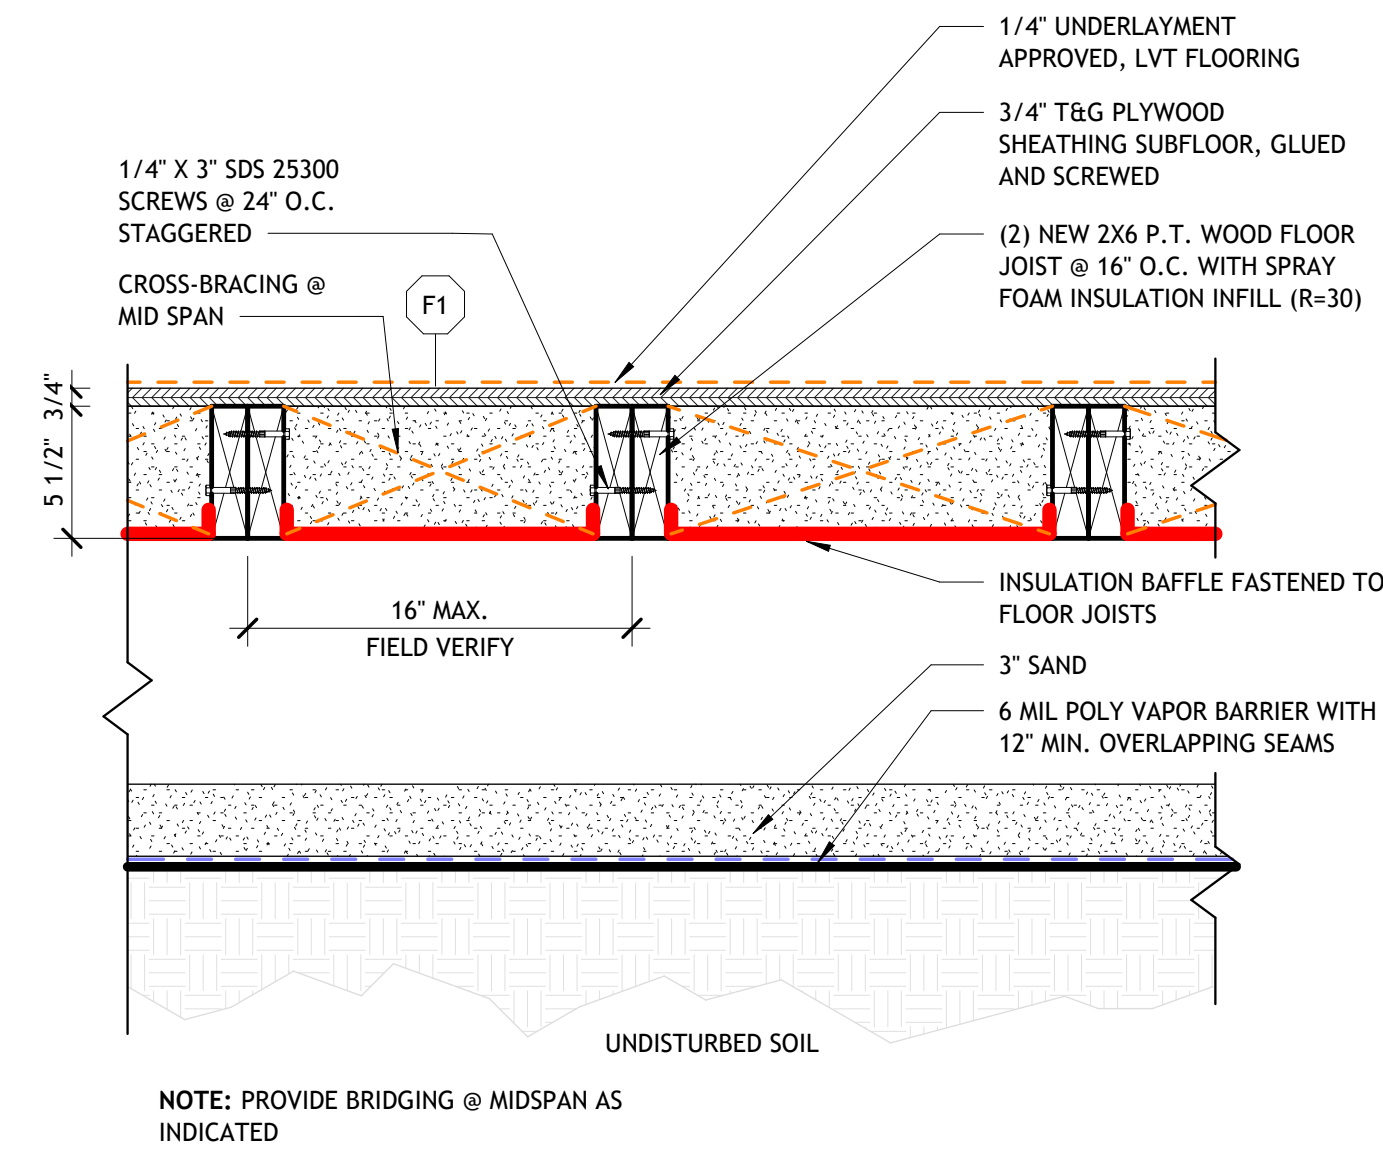 1/4" UNDERLAYMENT
APPROVED, LVT FLOORING
3/4" T&G PLYWOOD
SHEATHING SUBFLOOR, GLUED
AND SCREWED
1/4" X 3" SDS 25300
SCREWS @ 24" O.C.
STAGGERED
(2) NEW 2X6 P.T. WOOD FLOOR
JOIST @ 16" O.C. WITH SPRAY
FOAM INSULATION INFILL (R=30)
CROSS-BRACING @
MID SPAN
F1
3/4"
5 1/2"
INSULATION BAFFLE FASTENED TO
FLOOR JOISTS
16" MAX.
FIELD VERIFY
3" SAND
6 MIL POLY VAPOR BARRIER WITH
12" MIN. OVERLAPPING SEAMS
UNDISTURBED SOIL
NOTE: PROVIDE BRIDGING @ MIDSPAN AS
INDICATED